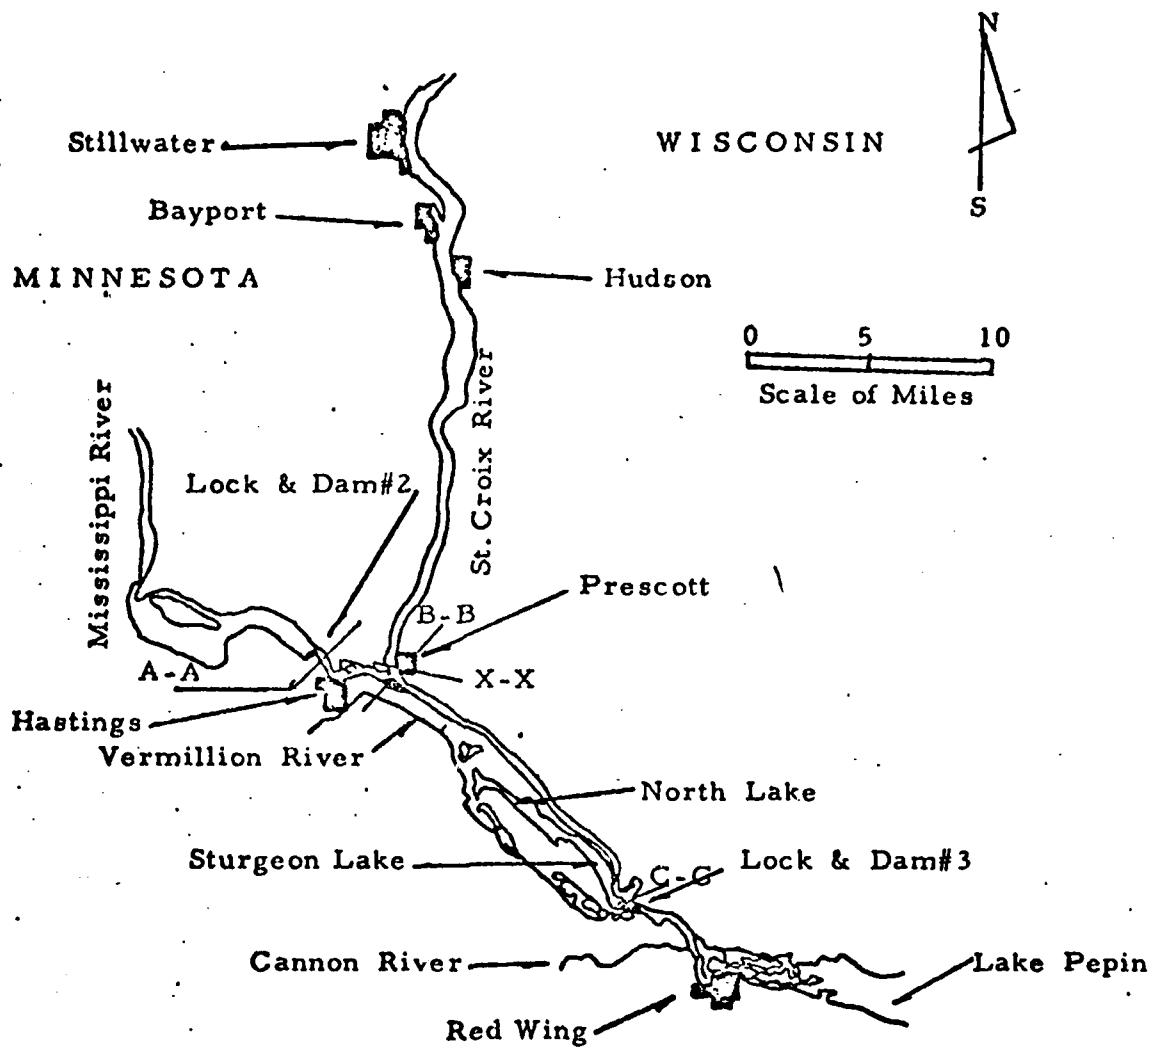 N
Stillwater
WISCONSIN
Bayport
S
MINNESOTA
Hudson
0 5 10
Scale of Miles
Mississippi River
St. Croix River
Lock & Dam#2
Prescott
B-B
A-A
X-X
Hastings
Vermillion River
North Lake
Sturgeon Lake
C-C
Lock & Dam#3
Cannon River
Lake Pepin
Red Wing